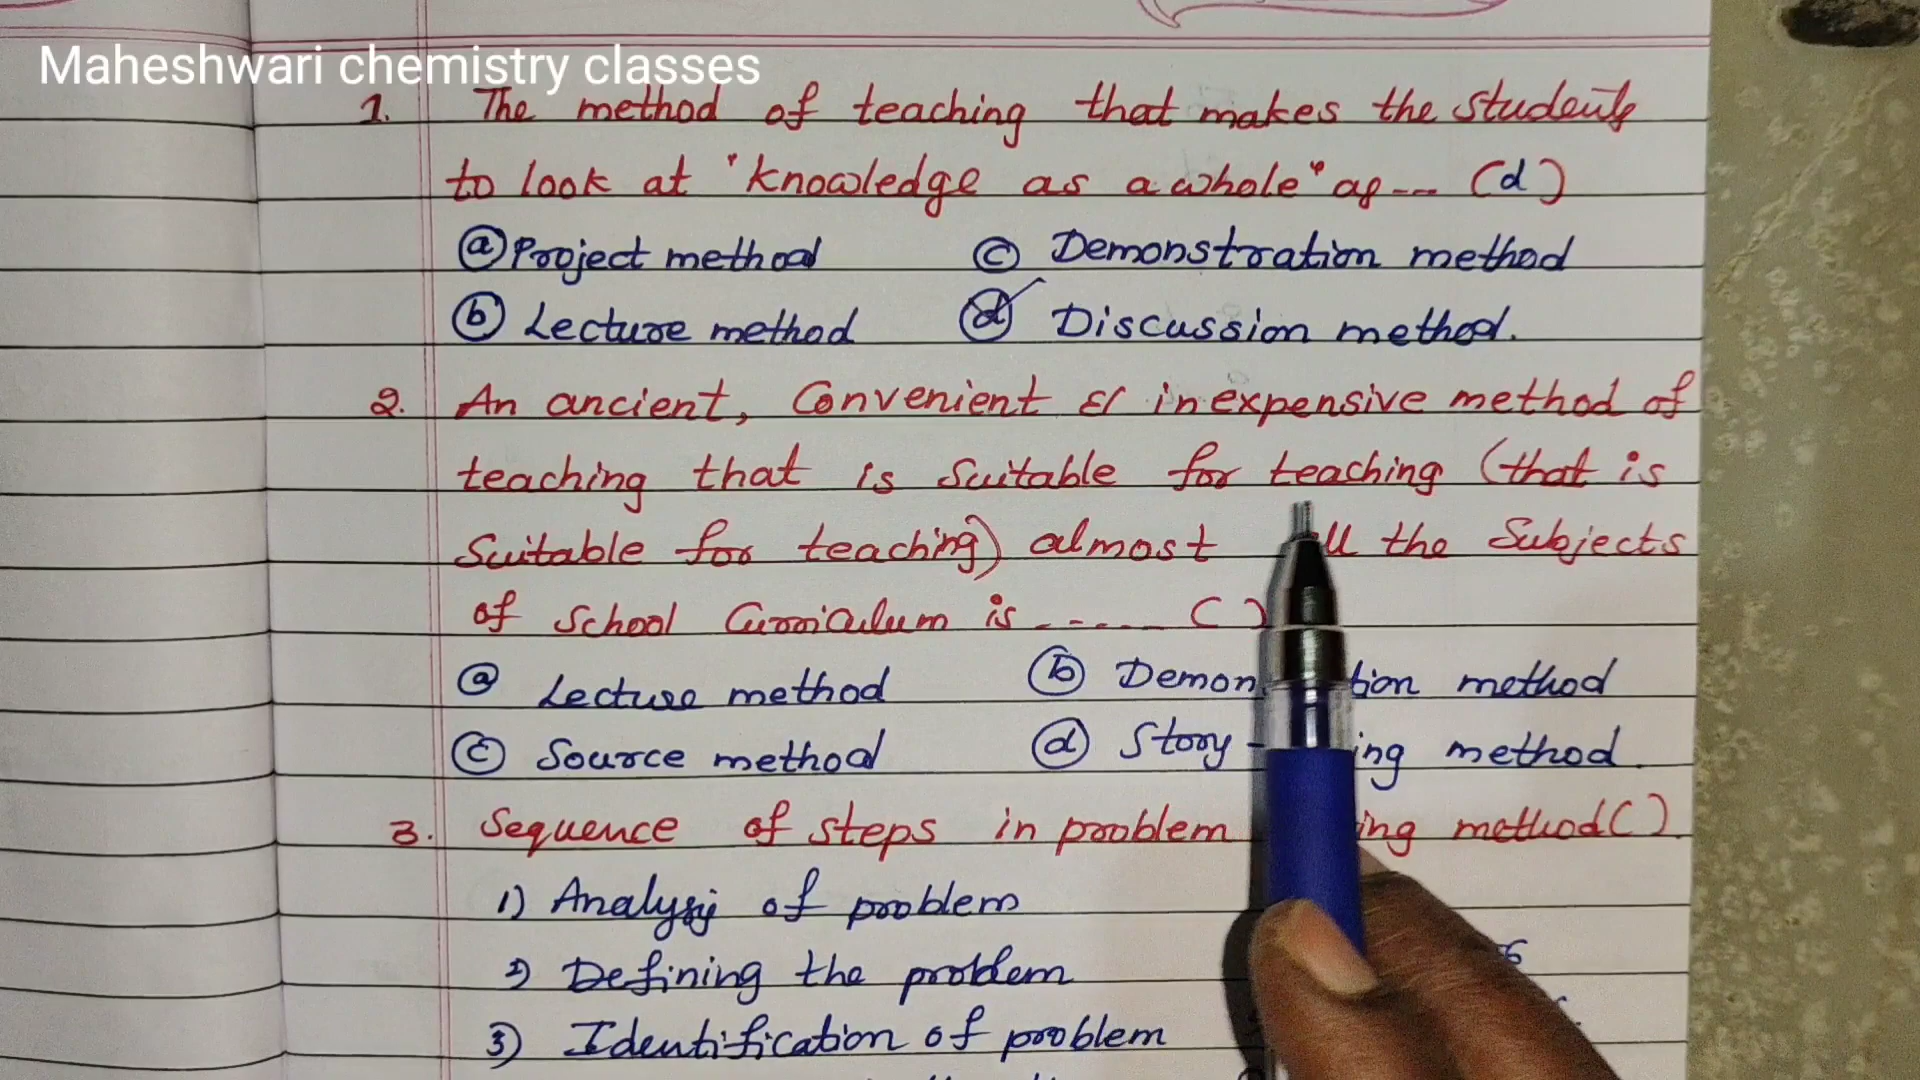 Maheshwari chemistry classes
1. The method of teaching that makes the students
to look at "knowledge as a whole" as--- (d)
ⓐ Project method ⓒ Demonstration method
ⓑ Lecture method ⓓ Discussion method.
2. An ancient, Convenient & inexpensive method of
teaching that is Suitable for teaching (that is
Suitable for teaching) almost all the Subjects
of School Curriculum is ----- ( )
ⓐ Lecture method ⓑ Demon tion method
ⓒ Source method ⓓ Story - ing method.
3. Sequence of steps in problem ing method ( ).
1) Analysis of problem
2) Defining the problem
3) Identification of problem